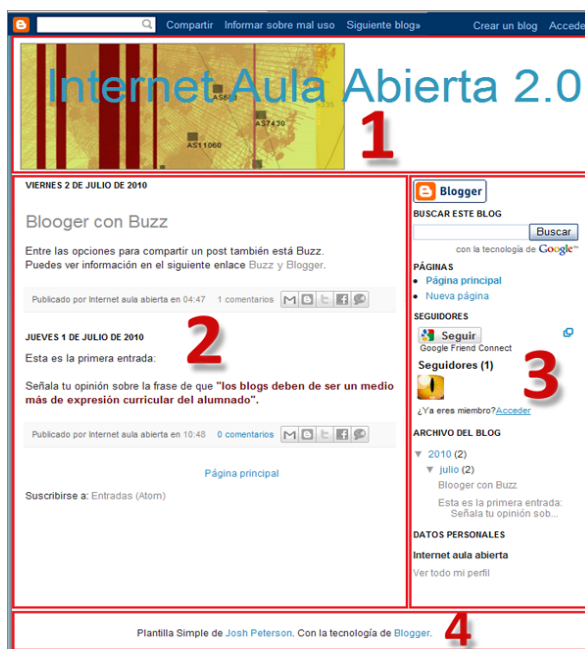 Compartir Informar sobre mal uso Siguiente blog» Crear un blog Accede
Internet Aula Abierta 2.0
AS7430
AS11060
1
VIERNES 2 DE JULIO DE 2010
Blooger con Buzz
Entre las opciones para compartir un post también está Buzz.
Puedes ver información en el siguiente enlace Buzz y Blogger.
Publicado por Internet aula abierta en 04:47 1 comentarios
JUEVES 1 DE JULIO DE 2010
2
Esta es la primera entrada:
Señala tu opinión sobre la frase de que "los blogs deben de ser un medio
más de expresión curricular del alumnado".
Publicado por Internet aula abierta en 10:48 0 comentarios
Página principal
Suscribirse a: Entradas (Atom)
Blogger
BUSCAR ESTE BLOG
Buscar
con la tecnología de Google™
PÁGINAS
Página principal
Nueva página
SEGUIDORES
Seguir
Google Friend Connect
Seguidores (1)
3
¿Ya eres miembro?Acceder
ARCHIVO DEL BLOG
▼ 2010 (2)
▼ julio (2)
Blooger con Buzz
Esta es la primera entrada:
Señala tu opinión sob...
DATOS PERSONALES
Internet aula abierta
Ver todo mi perfil
Plantilla Simple de Josh Peterson. Con la tecnología de Blogger.
4